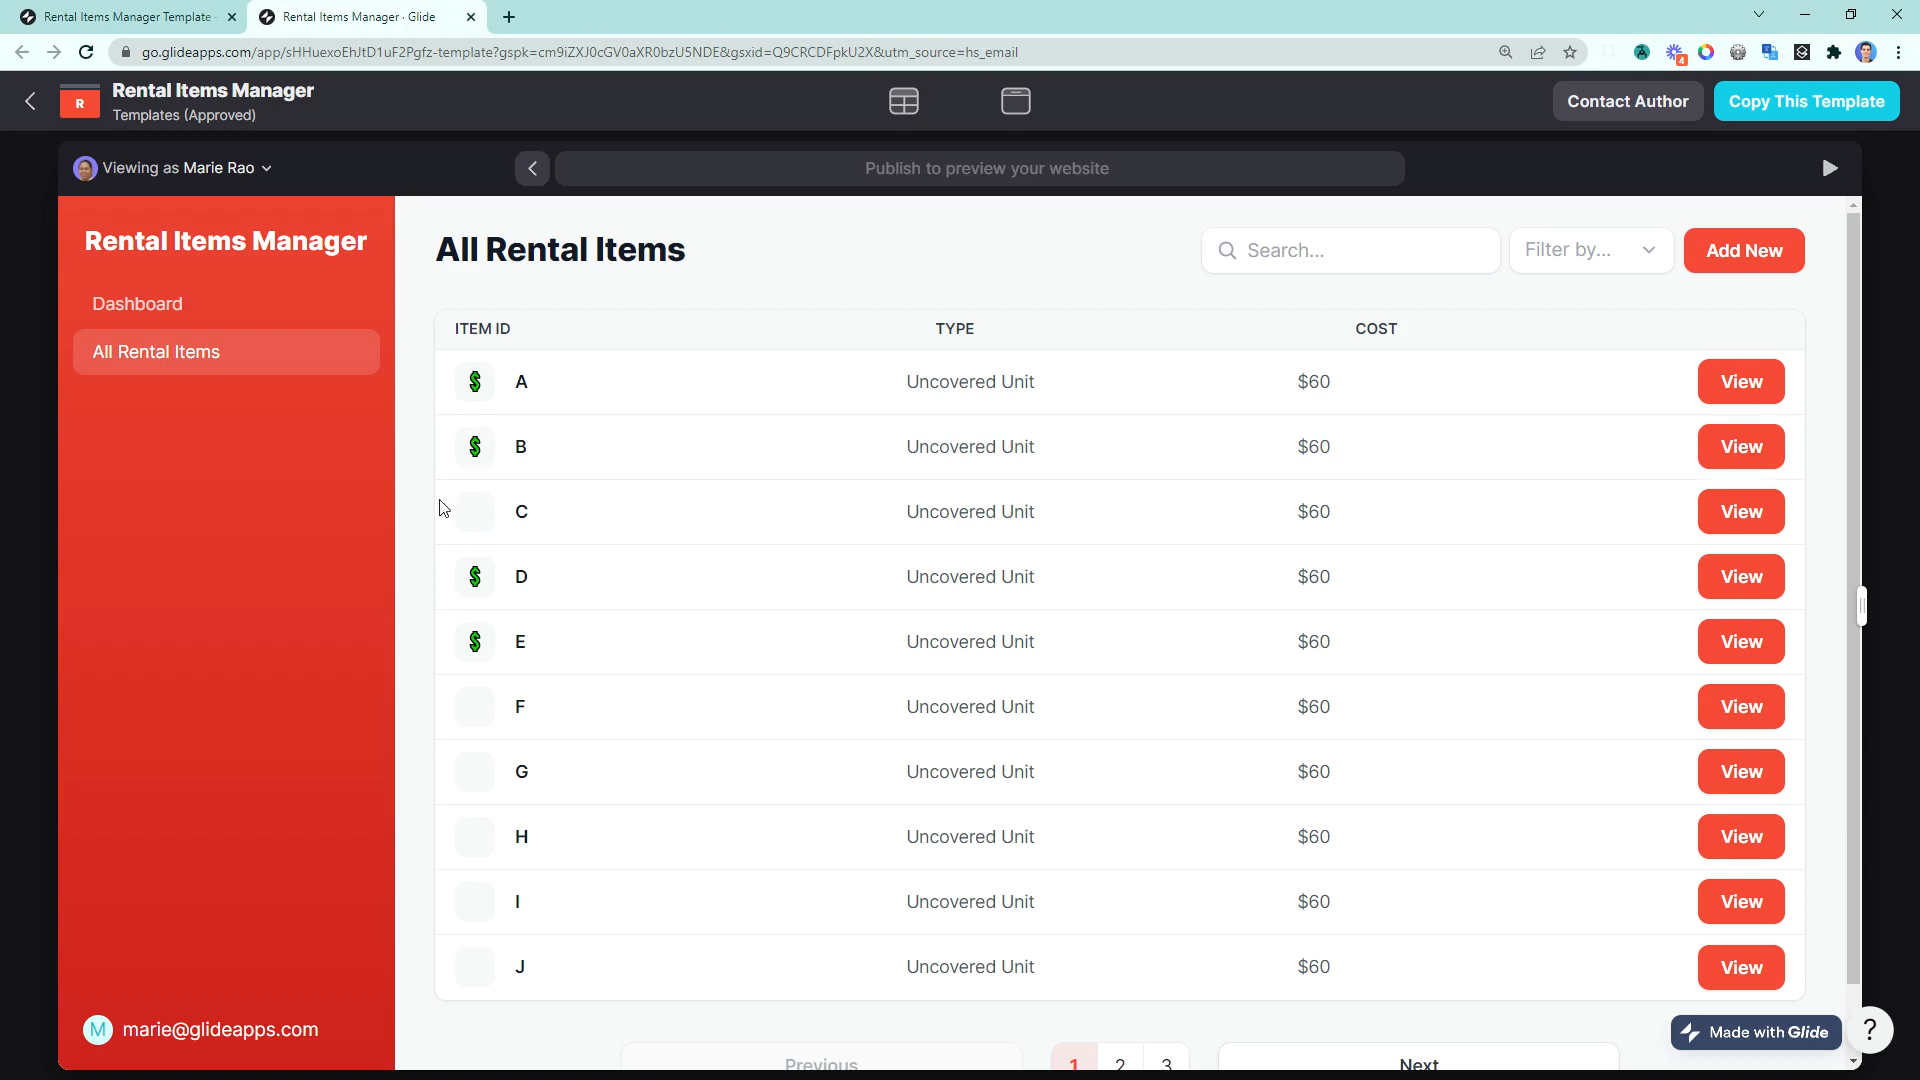 Rental Items Manager Template -
Rental Items Manager · Glide
go.glideapps.com/app/sHHuexoEhJtD1uF2Pgfz-template?gspk=cm9iZXJ0cGV0aXR0bzU5NDE&gsxid=Q9CRCDFpkU2X&utm_source=hs_email
4
R
Rental Items Manager
Templates (Approved)
Contact Author
Copy This Template
Viewing as Marie Rao
Publish to preview your website
Rental Items Manager
Dashboard
All Rental Items
M marie@glideapps.com
All Rental Items
Search...
Filter by...
Add New
ITEM ID TYPE COST
$ A Uncovered Unit $60 View
$ B Uncovered Unit $60 View
C Uncovered Unit $60 View
$ D Uncovered Unit $60 View
$ E Uncovered Unit $60 View
F Uncovered Unit $60 View
G Uncovered Unit $60 View
H Uncovered Unit $60 View
I Uncovered Unit $60 View
J Uncovered Unit $60 View
Previous 1 2 3 Next
Made with Glide
?